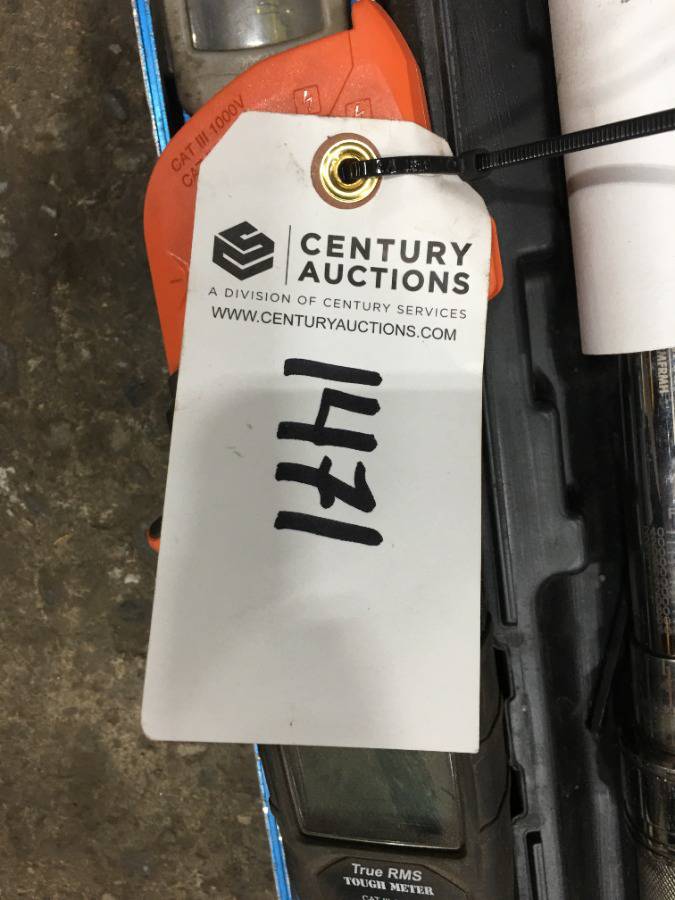 CAT III 1000V
CENTURY
AUCTIONS
A DIVISION OF CENTURY SERVICES
WWW.CENTURYAUCTIONS.COM
1471
True RMS
TOUGH METER